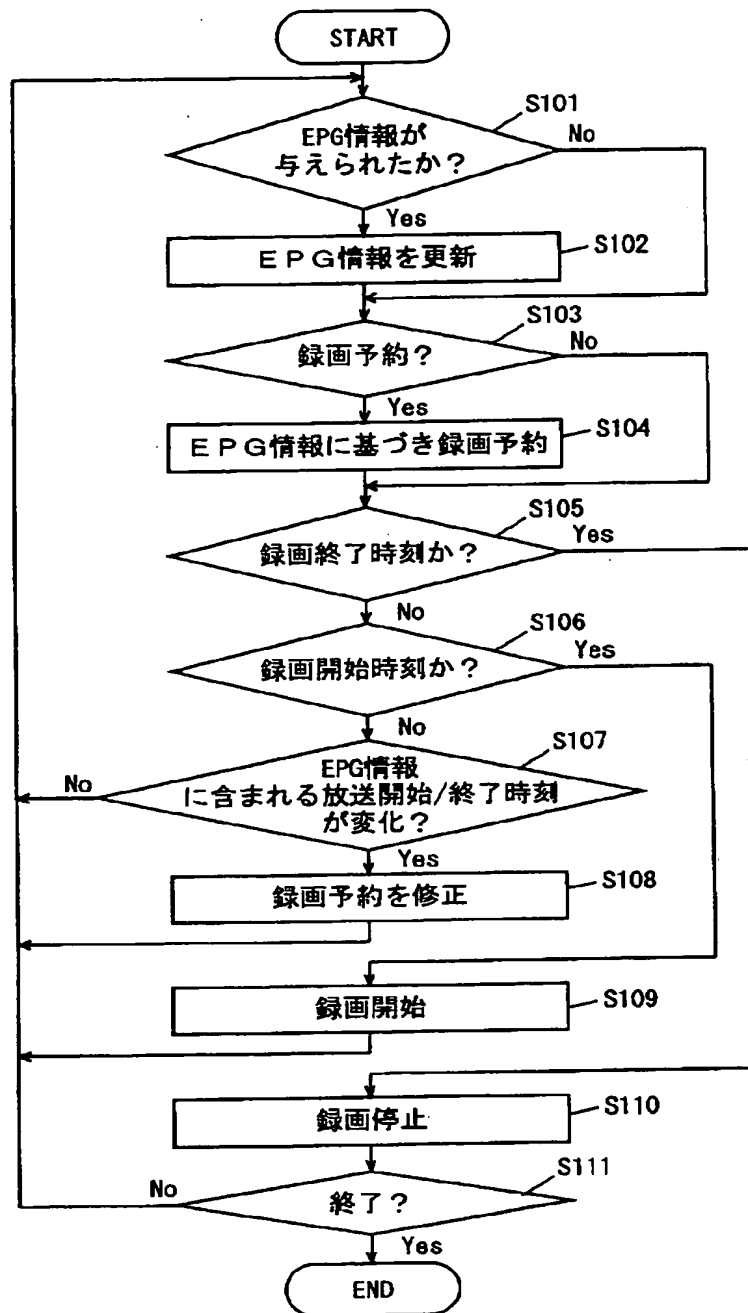 START
S101
EPG情報が
与えられたか？
No
Yes
EPG情報を更新
S102
S103
録画予約？
No
Yes
EPG情報に基づき録画予約
S104
S105
録画終了時刻か？
Yes
No
S106
録画開始時刻か？
Yes
No
S107
EPG情報
に含まれる放送開始/終了時刻
が変化？
No
Yes
録画予約を修正
S108
録画開始
S109
録画停止
S110
S111
終了？
No
Yes
END